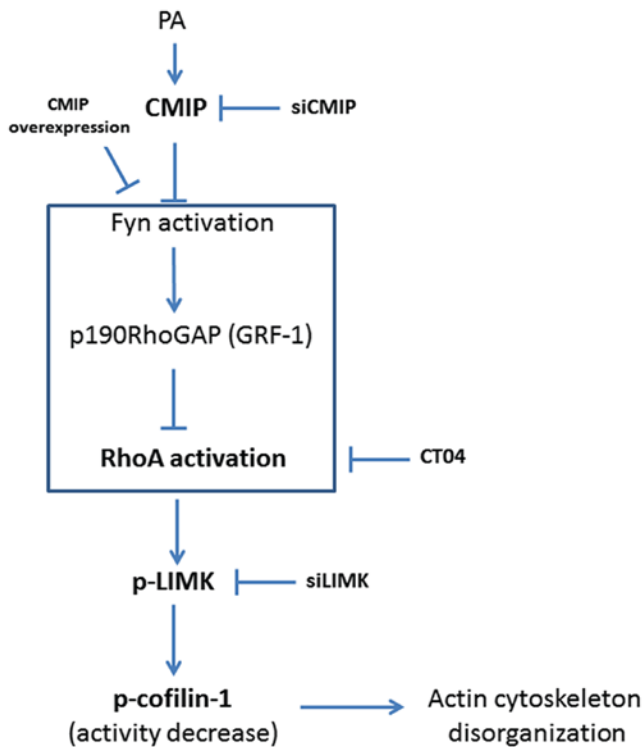 PA
CMIP
siCMIP
CMIP
overexpression
Fyn activation
p190RhoGAP (GRF-1)
RhoA activation
CT04
p-LIMK
siLIMK
p-cofilin-1
(activity decrease)
Actin cytoskeleton
disorganization